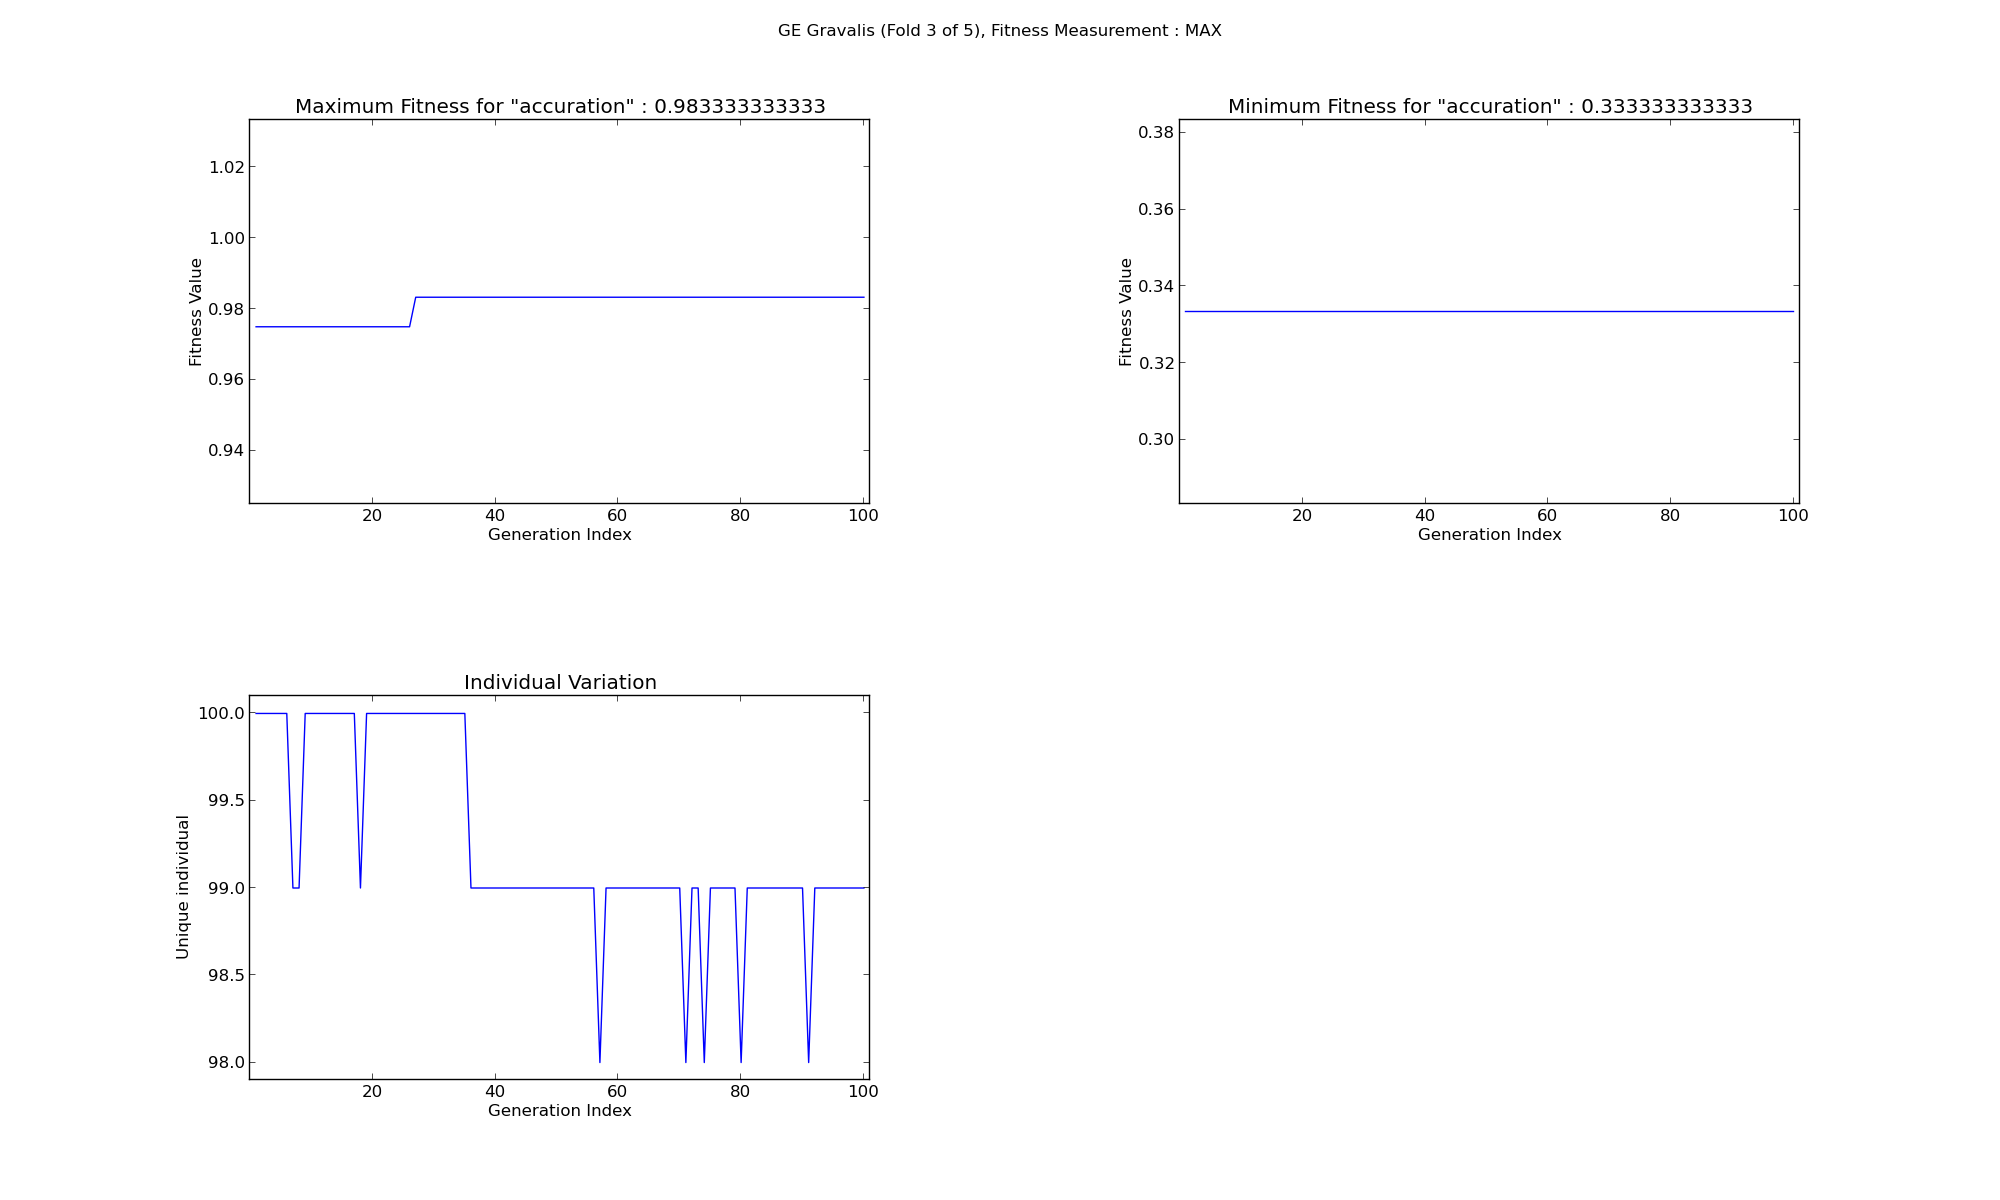 GE Gravalis (Fold 3 of 5), Fitness Measurement : MAX
Maximum Fitness for "accuration" : 0.983333333333
1.02
1.00
0.98
0.96
0.94
Fitness Value
20 40 60 80 100
Generation Index
Minimum Fitness for "accuration" : 0.333333333333
0.38
0.36
0.34
0.32
0.30
Fitness Value
20 40 60 80 100
Generation Index
Individual Variation
100.0
99.5
99.0
98.5
98.0
Unique individual
20 40 60 80 100
Generation Index